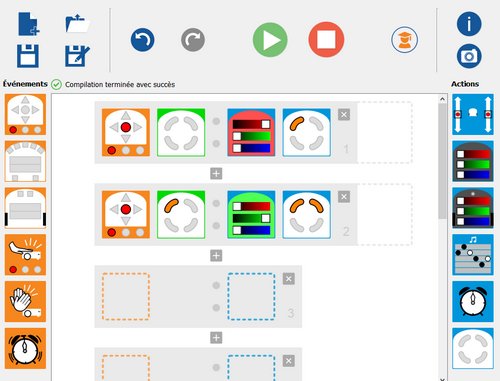 Événements
Compilation terminée avec succès
Actions
1
2
3